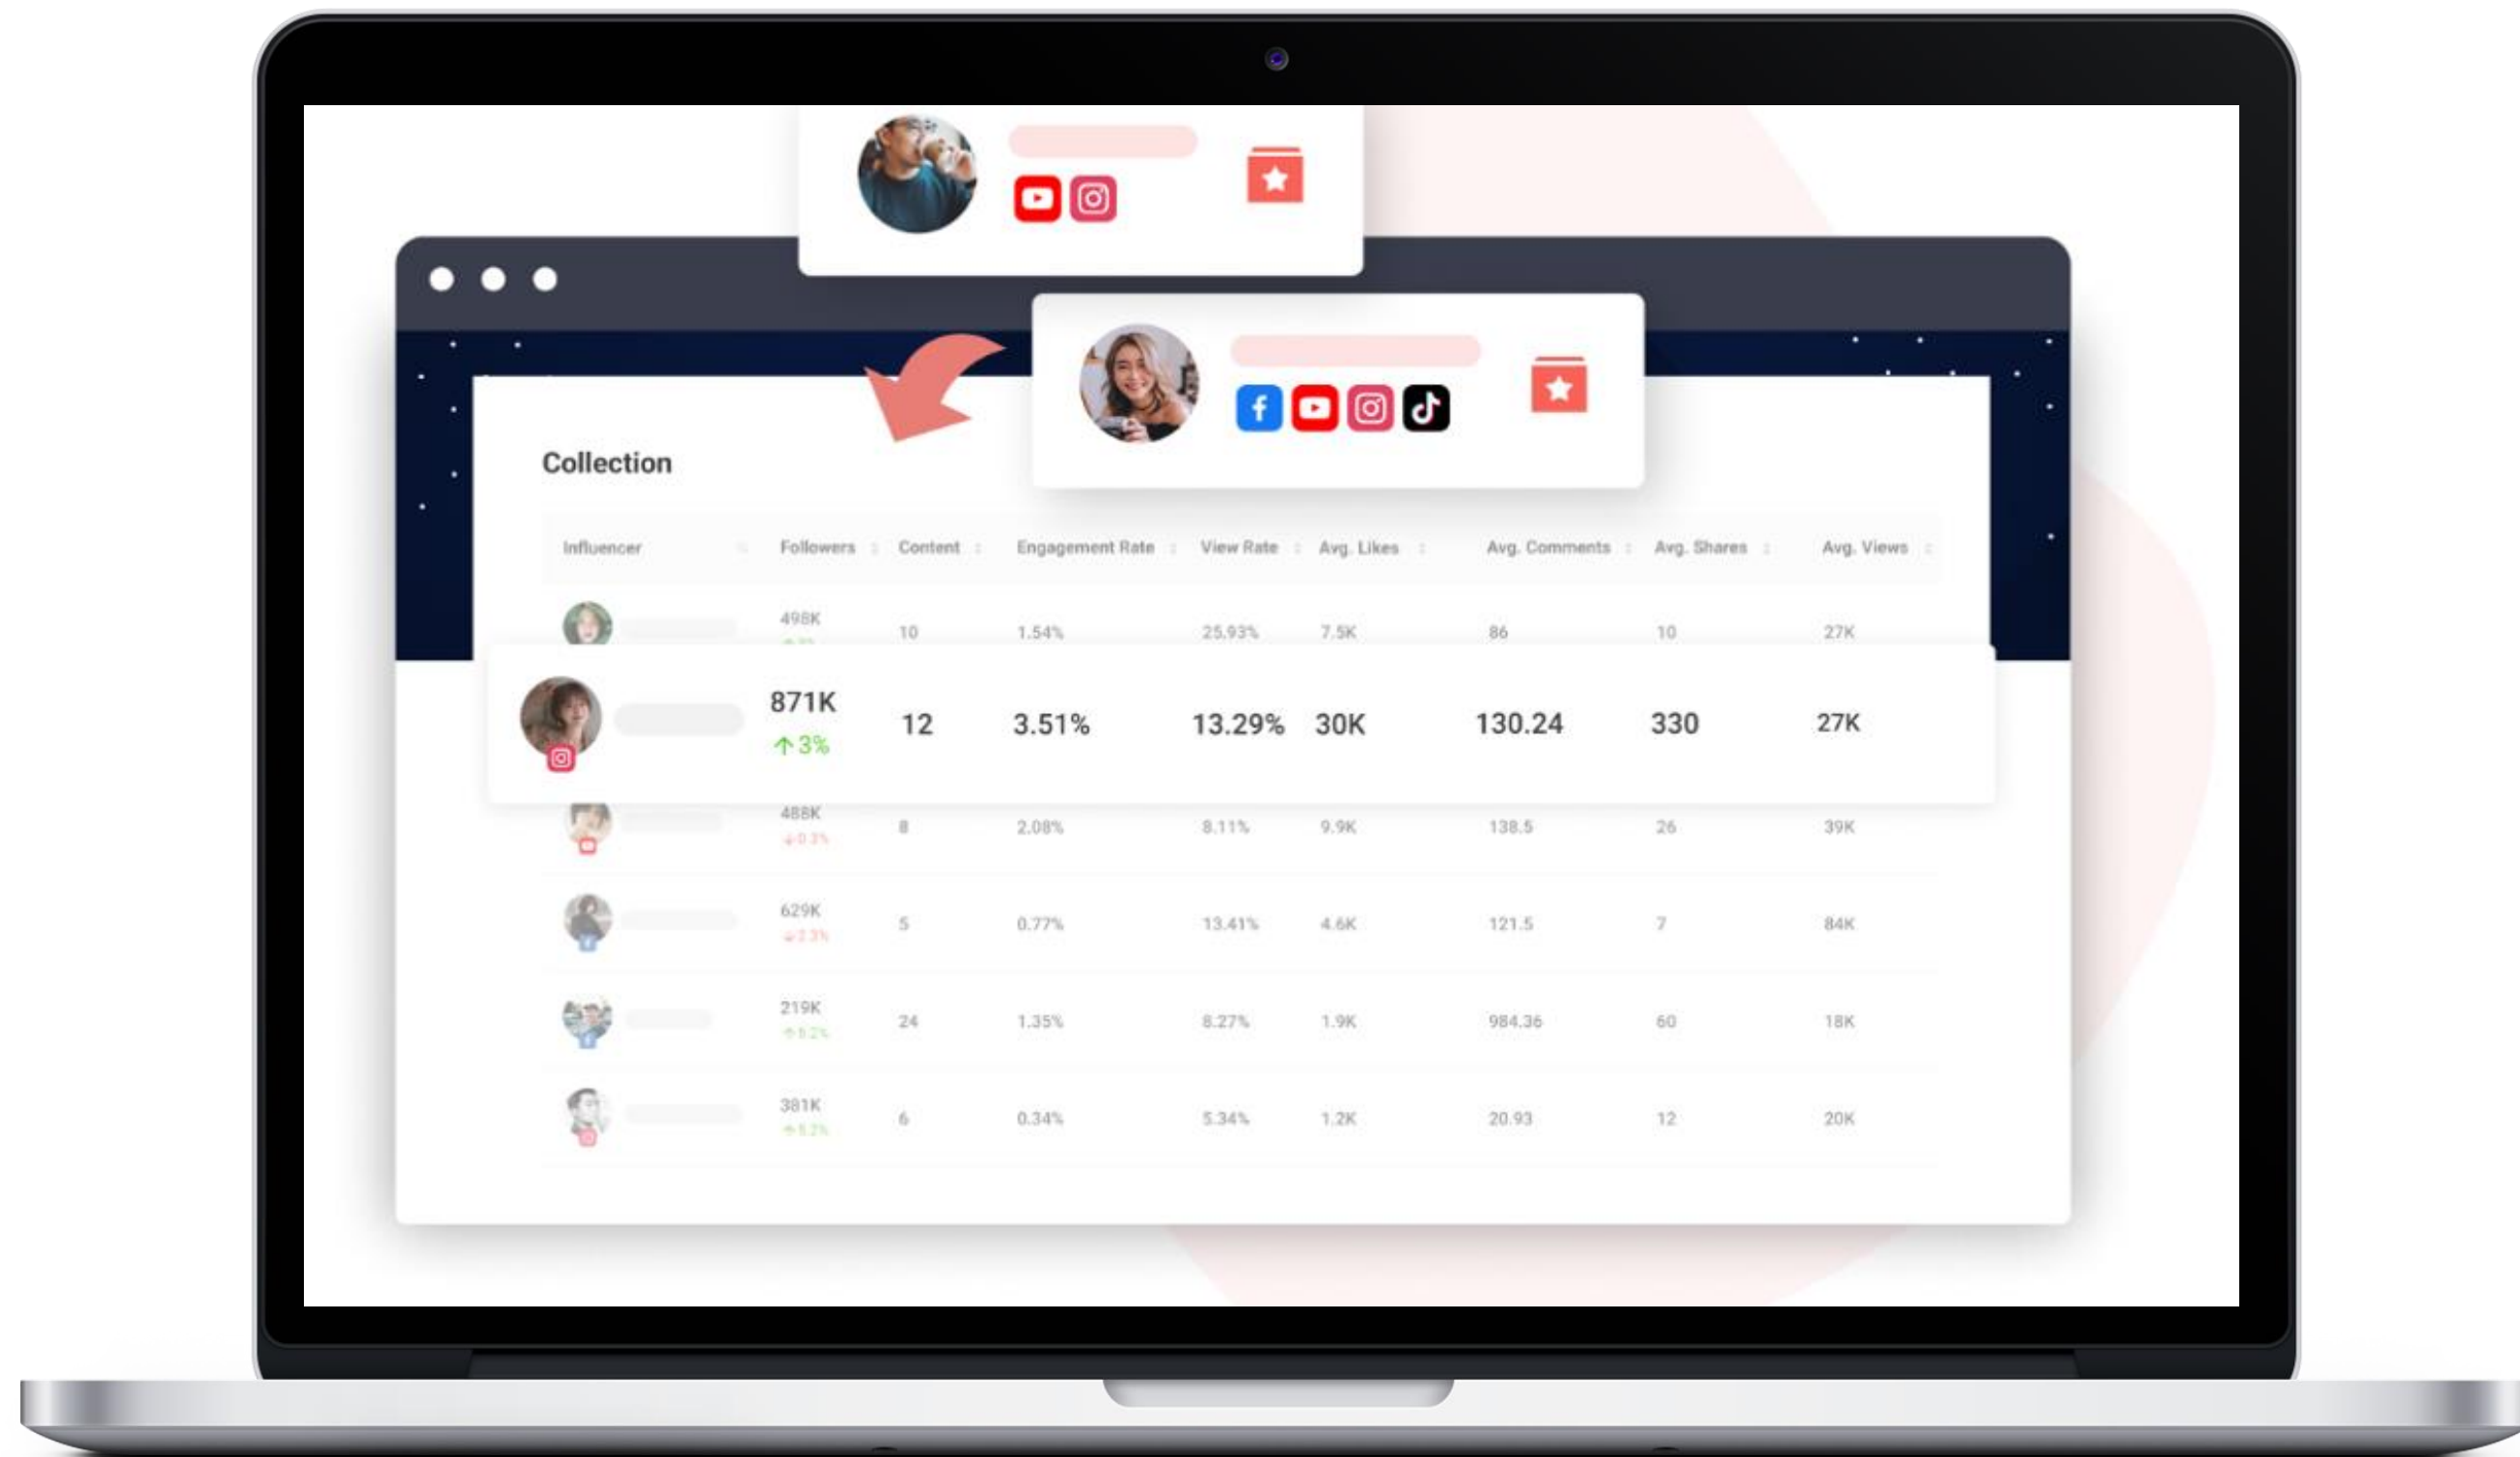 Collection
Influencer Followers Content Engagement Rate View Rate Avg. Likes Avg. Comments Avg. Shares Avg. Views
498K 10 1.54% 25.93% 7.5K 86 10 27K
871K 12 3.51% 13.29% 30K 130.24 330 27K
↑3%
488K 8 2.08% 8.11% 9.9K 138.5 26 39K
↓0.3%
629K 5 0.77% 13.41% 4.6K 121.5 7 84K
↓2.3%
219K 24 1.35% 8.27% 1.9K 984.36 60 18K
381K 6 0.34% 5.34% 1.2K 20.93 12 20K